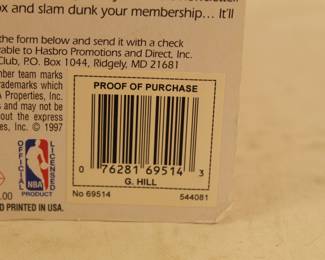 ox and slam dunk your membership... It'll
the form below and send it with a check
able to Hasbro Promotions and Direct, Inc.
Club, P.O. Box 1044, Ridgely, MD 21681
mber team marks
rademarks which
A Properties, Inc.
s and may not be
out the express
ties, Inc. © 1997
PROOF OF PURCHASE
0 76281 69514 3
G. HILL
No 69514 544081
OFFICIAL LICENSED
NBA
PRODUCT
.00
D PRINTED IN USA.